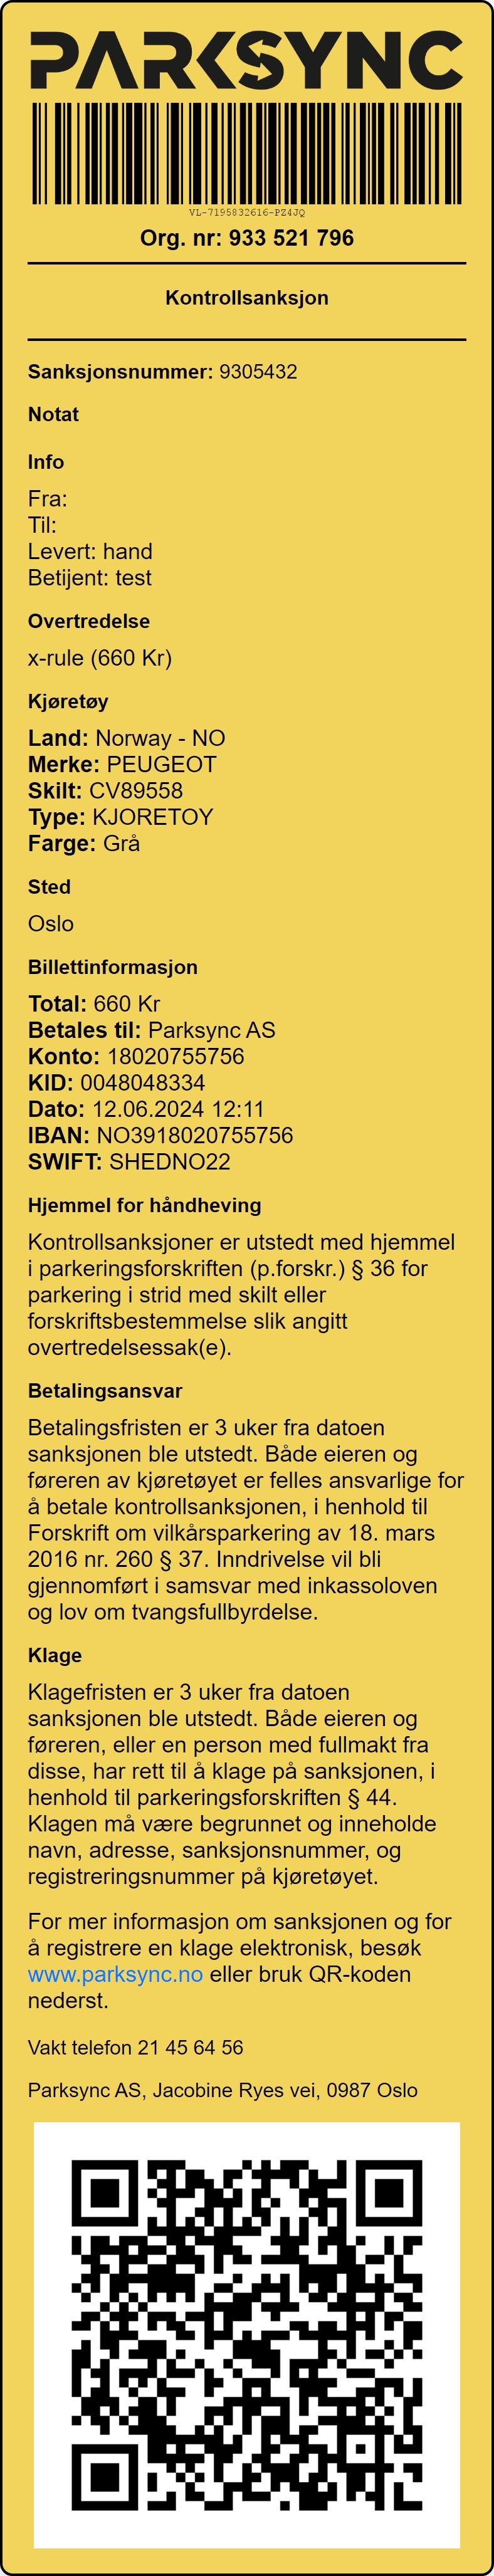 PARKSYNC
VL-7195832616-PZ4JQ
Org. nr: 933 521 796
Kontrollsanksjon
Sanksjonsnummer: 9305432
Notat
Info
Fra:
Til:
Levert: hand
Betijent: test
Overtredelse
x-rule (660 Kr)
Kjøretøy
Land: Norway - NO
Merke: PEUGEOT
Skilt: CV89558
Type: KJORETOY
Farge: Grå
Sted
Oslo
Billettinformasjon
Total: 660 Kr
Betales til: Parksync AS
Konto: 18020755756
KID: 0048048334
Dato: 12.06.2024 12:11
IBAN: NO3918020755756
SWIFT: SHEDNO22
Hjemmel for håndheving
Kontrollsanksjoner er utstedt med hjemmel
i parkeringsforskriften (p.forskr.) § 36 for
parkering i strid med skilt eller
forskriftsbestemmelse slik angitt
overtredelsessak(e).
Betalingsansvar
Betalingsfristen er 3 uker fra datoen
sanksjonen ble utstedt. Både eieren og
føreren av kjøretøyet er felles ansvarlige for
å betale kontrollsanksjonen, i henhold til
Forskrift om vilkårsparkering av 18. mars
2016 nr. 260 § 37. Inndrivelse vil bli
gjennomført i samsvar med inkassoloven
og lov om tvangsfullbyrdelse.
Klage
Klagefristen er 3 uker fra datoen
sanksjonen ble utstedt. Både eieren og
føreren, eller en person med fullmakt fra
disse, har rett til å klage på sanksjonen, i
henhold til parkeringsforskriften § 44.
Klagen må være begrunnet og inneholde
navn, adresse, sanksjonsnummer, og
registreringsnummer på kjøretøyet.
For mer informasjon om sanksjonen og for
å registrere en klage elektronisk, besøk
www.parksync.no eller bruk QR-koden
nederst.
Vakt telefon 21 45 64 56
Parksync AS, Jacobine Ryes vei, 0987 Oslo